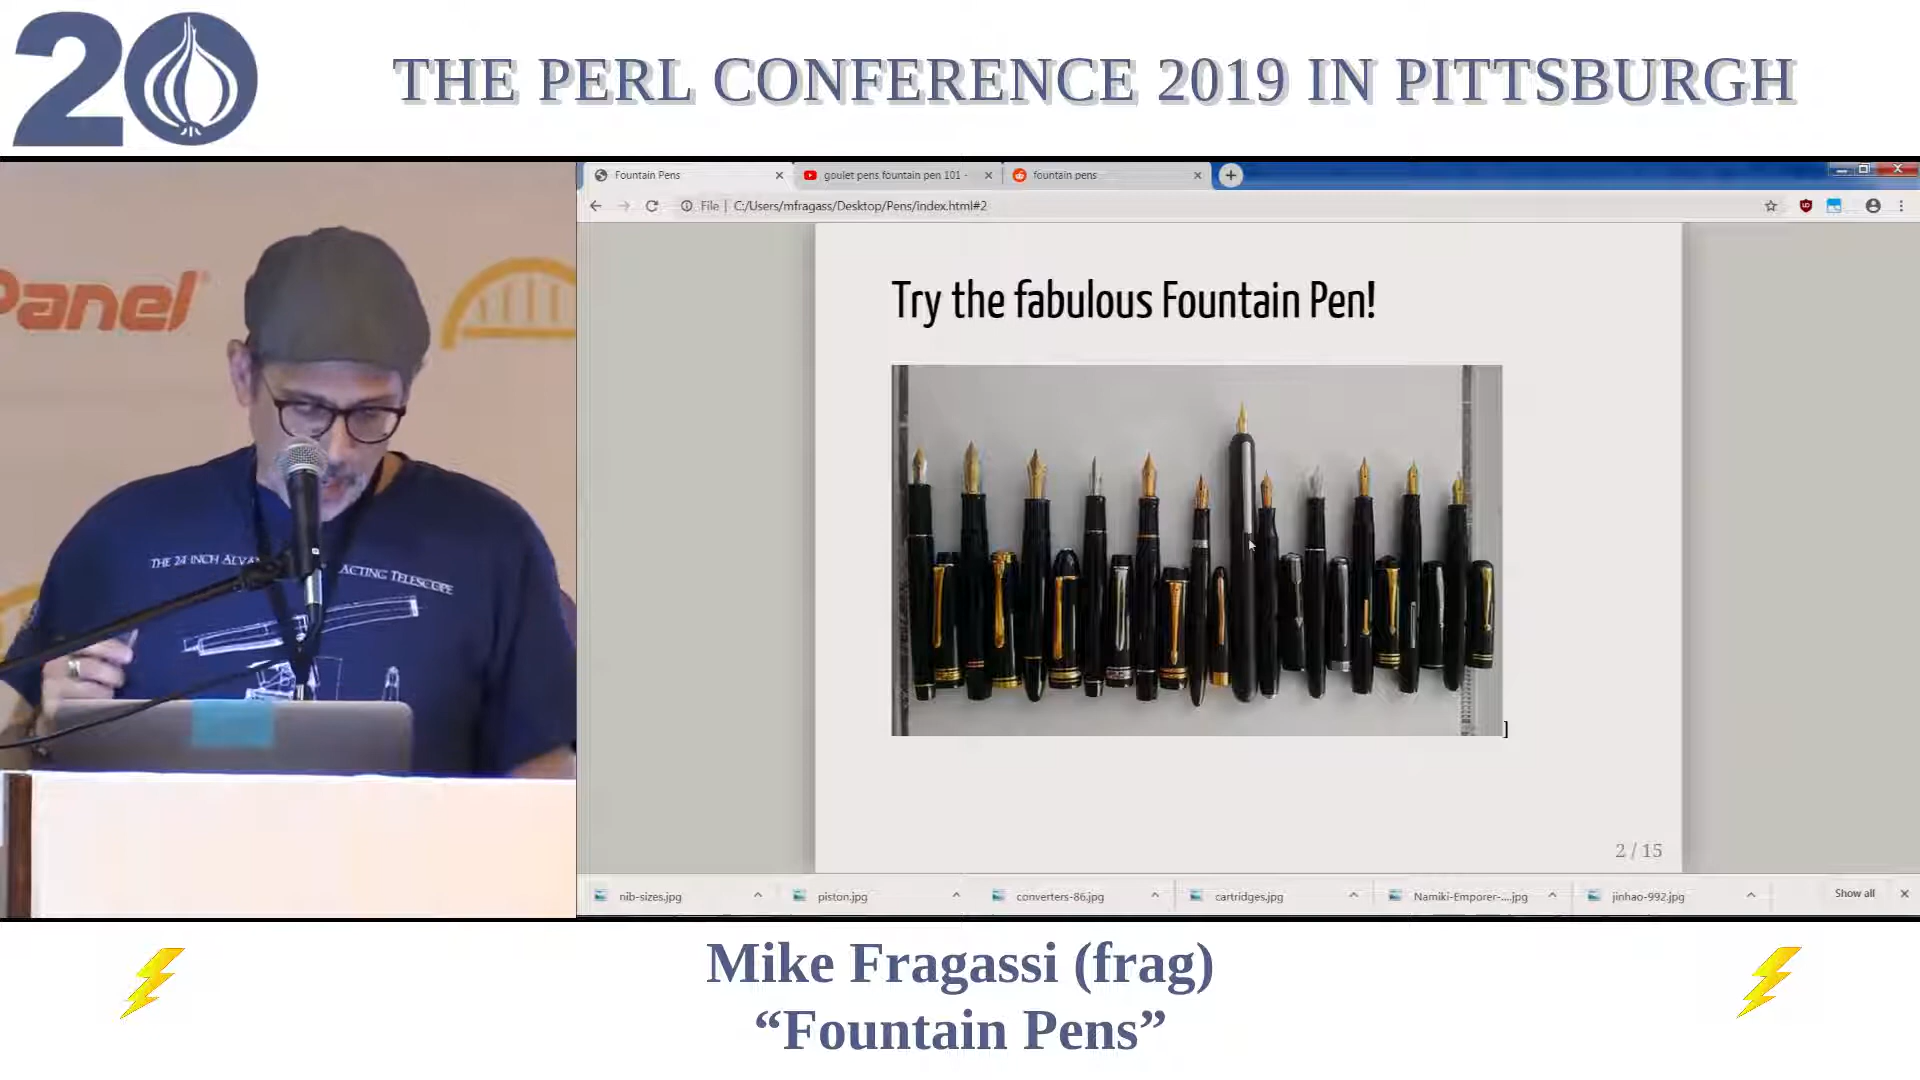 20
THE PERL CONFERENCE 2019 IN PITTSBURGH
Panel
THE 24 INCH
ACTING TELESCOPE
Fountain Pens
goulet pens fountain pen 101 -
fountain pens
File | C:/Users/mfragass/Desktop/Pens/index.html#2
Try the fabulous Fountain Pen!
]
2 / 15
nib-sizes.jpg
piston.jpg
converters-86.jpg
cartridges.jpg
Namiki-Emporer-....jpg
jinhao-992.jpg
Show all
Mike Fragassi (frag)
“Fountain Pens”